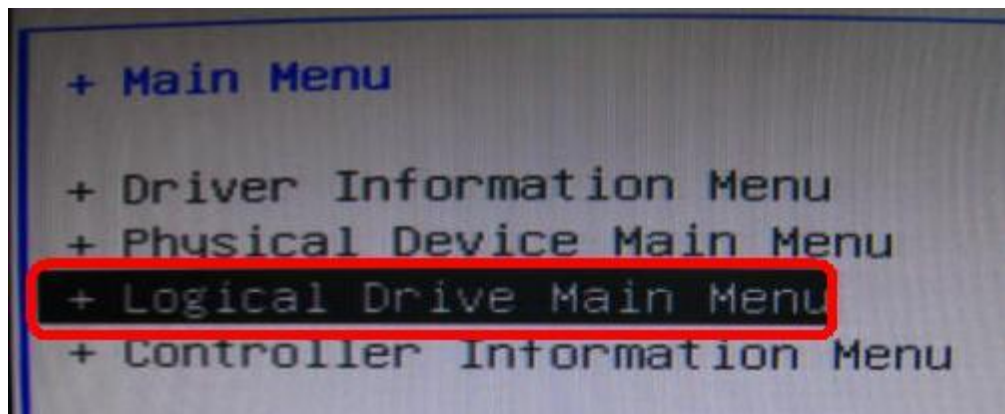 + Main Menu
+ Driver Information Menu
+ Physical Device Main Menu
+ Logical Drive Main Menu
+ Controller Information Menu